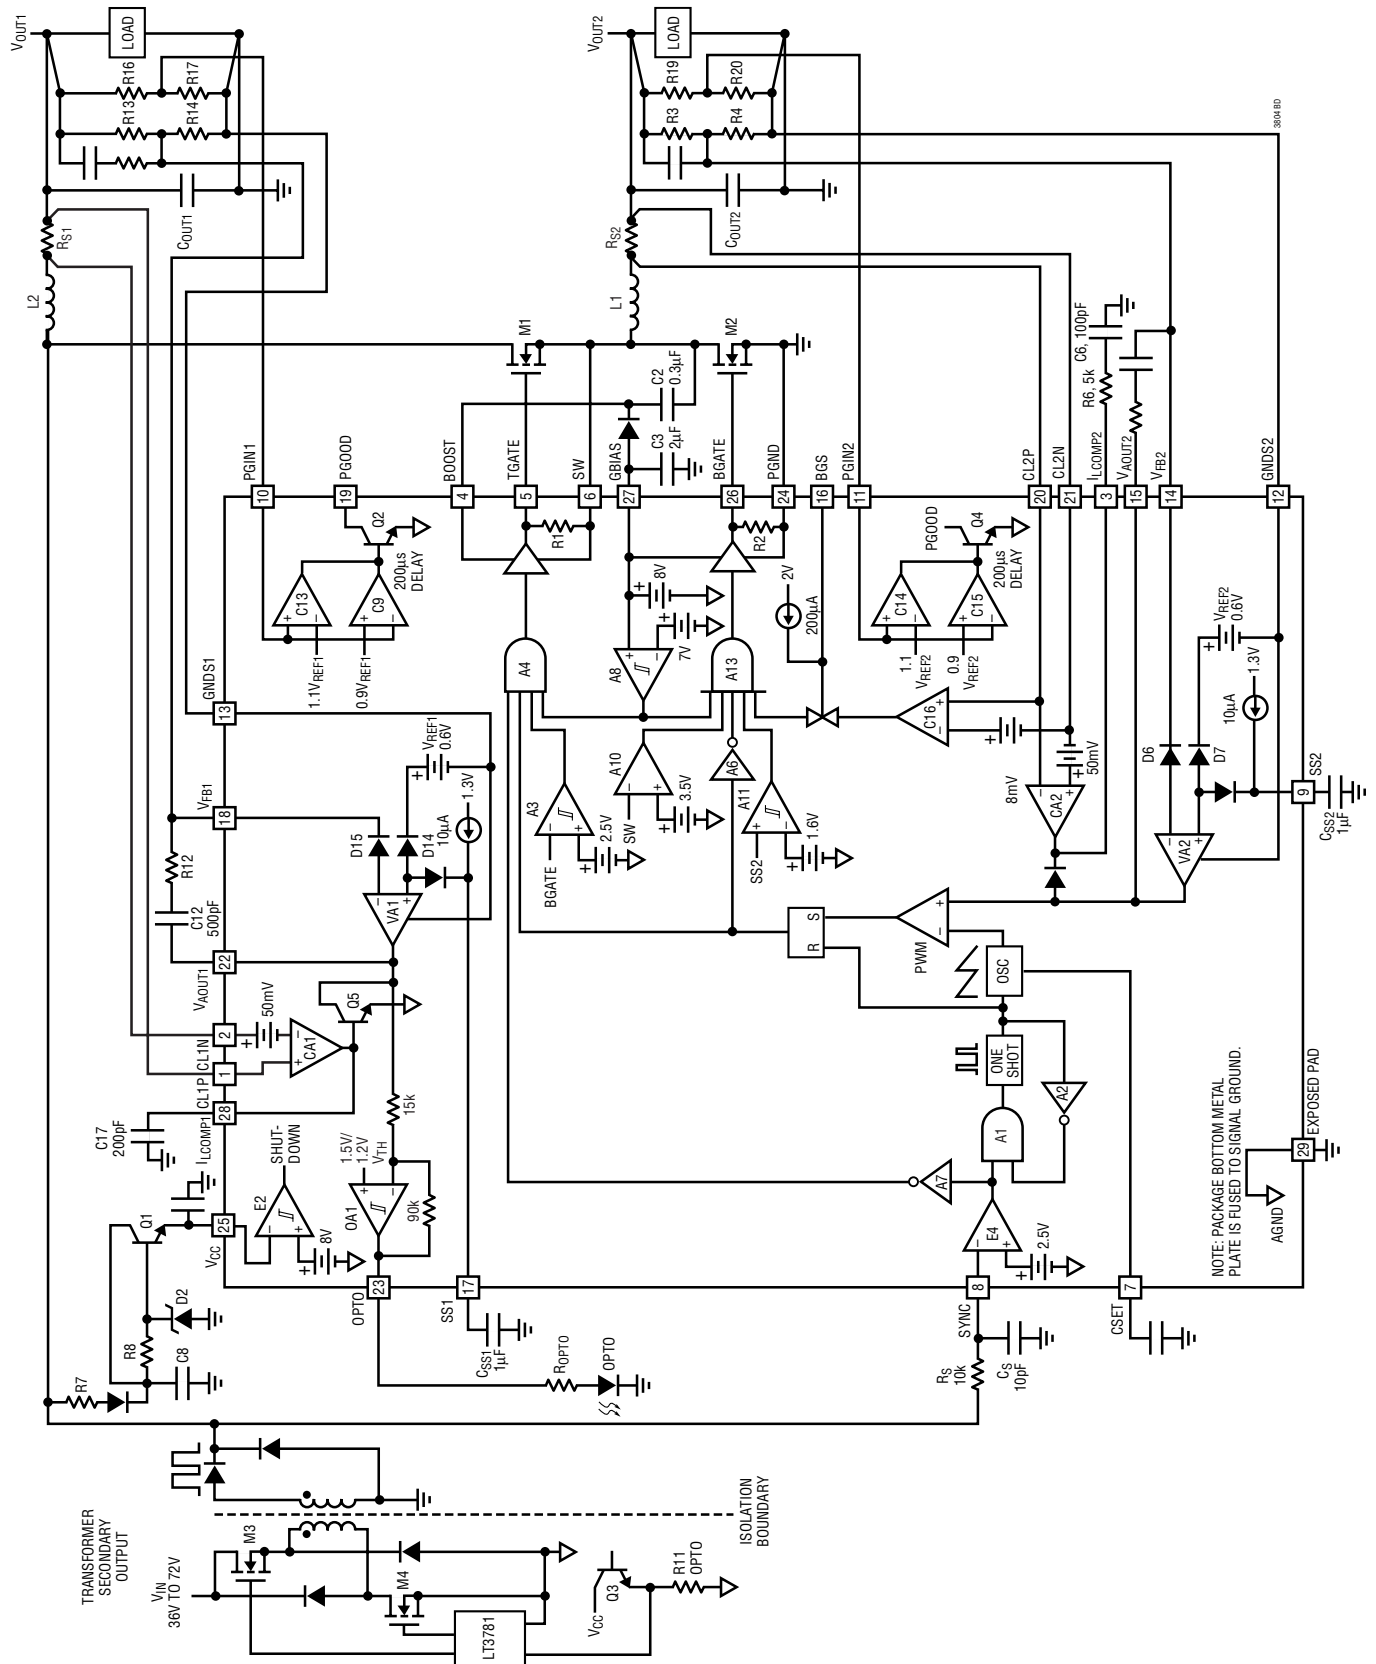 TRANSFORMER
SECONDARY
OUTPUT
VIN
36V TO 72V
M3
M4
LT3781
VCC
Q3
R11
OPTO
ISOLATION
BOUNDARY
R7
R8
C8
D2
Q1
VCC
25
E2
SHUT-
DOWN
8V
C17
200pF
ILCOMP1
28
CL1P
1
CL1N
2
50mV
CA1
Q5
VAOUT1
22
C12
500pF
R12
VFB1
18
GNDS1
13
VA1
D15
D14
VREF1
0.6V
10µA
1.3V
15k
1.5V/
1.2V
VTH
OA1
90k
OPTO
23
SS1
17
CSS1
1µF
ROPTO
OPTO
L2
RS1
COUT1
R13
R14
R16
R17
VOUT1
LOAD
PGIN1
10
PGOOD
19
C13
C9
1.1VREF1
0.9VREF1
Q2
200µs
DELAY
BOOST
4
TGATE
5
SW
6
GBIAS
27
BGATE
26
PGND
24
BGS
16
PGIN2
11
R1
R2
M1
M2
C2
0.3µF
C3
2µF
L1
RS2
COUT2
R3
R4
R19
R20
VOUT2
LOAD
A4
A8
8V
7V
A13
200µA
2V
A3
BGATE
2.5V
A10
SW
3.5V
A6
A11
SS2
1.6V
C14
C15
1.1
VREF2
0.9
VREF2
PGOOD
Q4
200µs
DELAY
C16
CL2P
20
CL2N
21
ILCOMP2
3
VAOUT2
15
VFB2
14
GNDS2
12
R6, 5k
C6, 100pF
8mV
CA2
50mV
D6
D7
VREF2
0.6V
10µA
1.3V
VA2
SS2
9
CSS2
1µF
R
S
PWM
OSC
ONE
SHOT
A1
A2
A7
E4
2.5V
SYNC
8
RS
10k
CS
10pF
CSET
7
NOTE: PACKAGE BOTTOM METAL
PLATE IS FUSED TO SIGNAL GROUND.
AGND
29
EXPOSED PAD
3804 BD